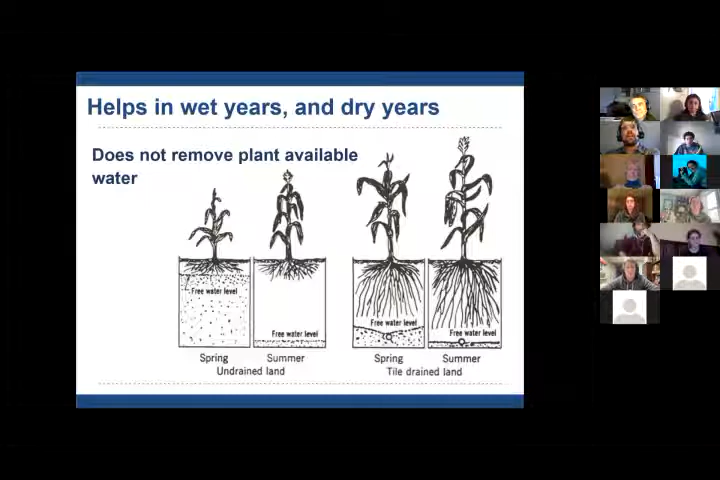 Helps in wet years, and dry years
Does not remove plant available
water
Free water level
Free water level
Free water level
Free water level
Spring
Summer
Spring
Summer
Undrained land
Tile drained land